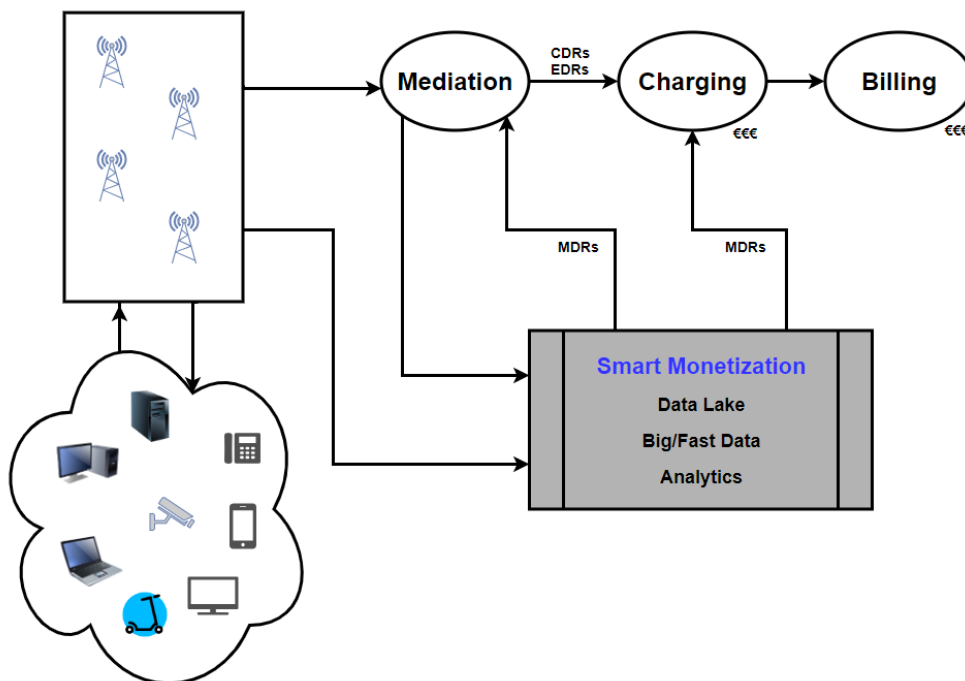 CDRs
EDRs
Mediation
Charging
Billing
€€€
€€€
MDRs
MDRs
Smart Monetization
Data Lake
Big/Fast Data
Analytics